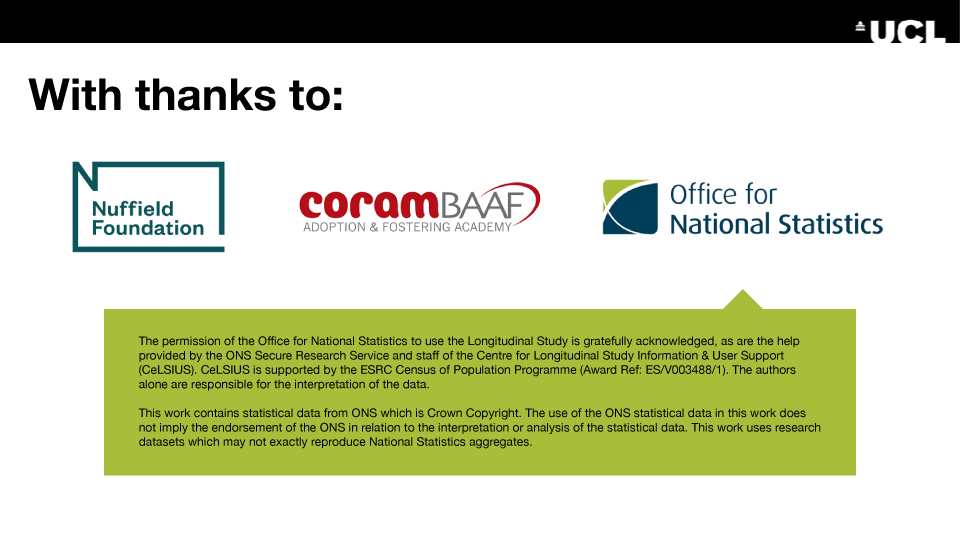 UCL
With thanks to:
Nuffield
Foundation
coramBAAF
ADOPTION & FOSTERING ACADEMY
Office for
National Statistics
The permission of the Office for National Statistics to use the Longitudinal Study is gratefully acknowledged, as are the help
provided by the ONS Secure Research Service and staff of the Centre for Longitudinal Study Information & User Support
(CeLSIUS). CeLSIUS is supported by the ESRC Census of Population Programme (Award Ref: ES/V003488/1). The authors
alone are responsible for the interpretation of the data.
This work contains statistical data from ONS which is Crown Copyright. The use of the ONS statistical data in this work does
not imply the endorsement of the ONS in relation to the interpretation or analysis of the statistical data. This work uses research
datasets which may not exactly reproduce National Statistics aggregates.